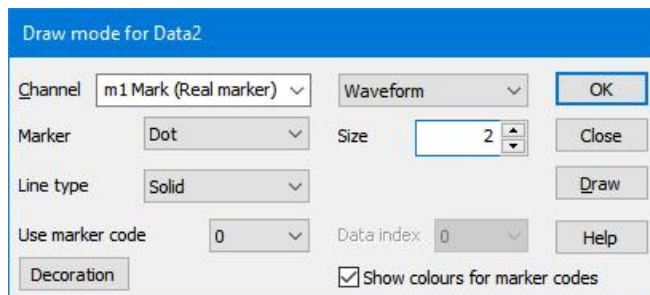 Draw mode for Data2
Channel m1 Mark (Real marker) Waveform OK
Marker Dot Size 2 Close
Line type Solid Draw
Use marker code 0 Data index 0 Help
Decoration Show colours for marker codes